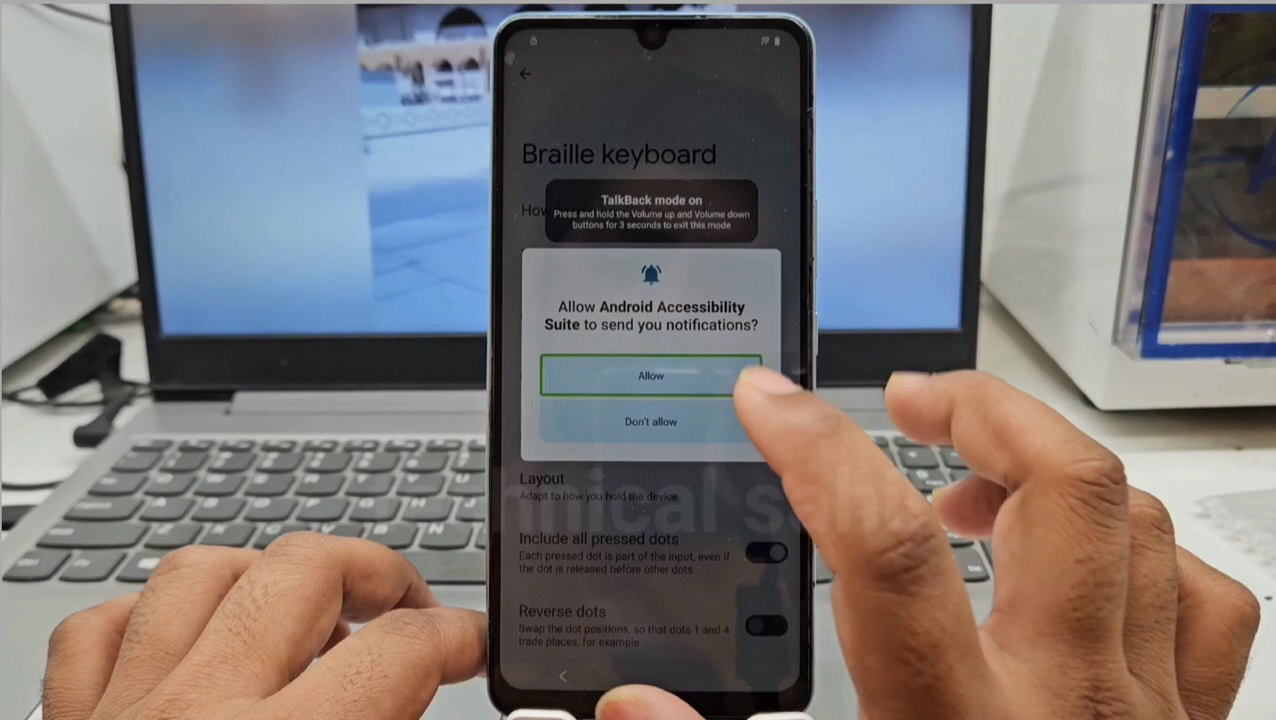 Braille keyboard
TalkBack mode on
Press and hold the Volume up and Volume down
buttons for 3 seconds to exit this mode
Allow Android Accessibility
Suite to send you notifications?
Allow
Don't allow
Layout
Adapt to how you hold the device
Include all pressed dots
Each pressed dot is part of the input, even if
the dot is released before other dots
Reverse dots
Swap the dot positions, so that dots 1 and 4
trade places, for example